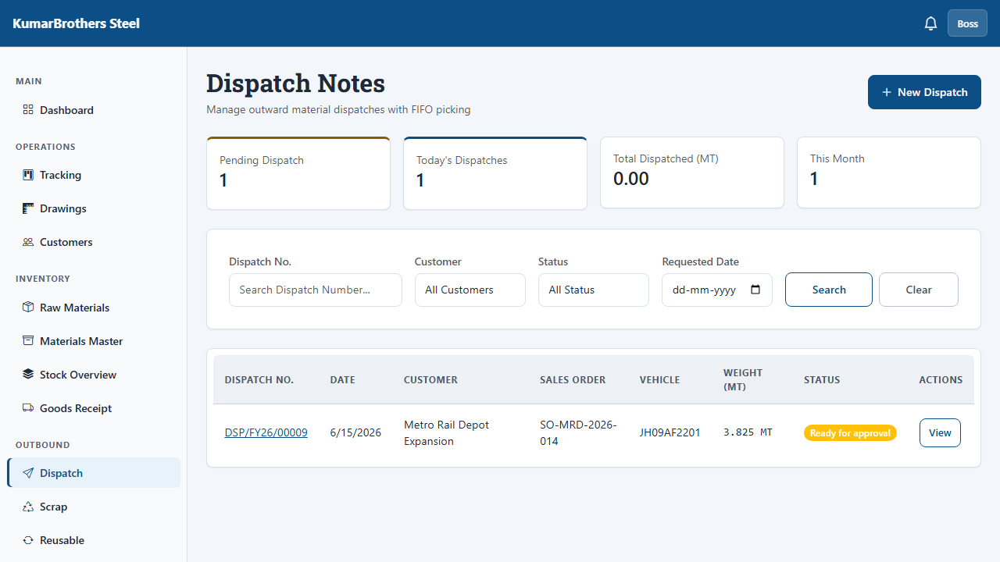 KumarBrothers Steel
Boss
MAIN
Dashboard
OPERATIONS
Tracking
Drawings
Customers
INVENTORY
Raw Materials
Materials Master
Stock Overview
Goods Receipt
OUTBOUND
Dispatch
Scrap
Reusable
Dispatch Notes
Manage outward material dispatches with FIFO picking
+ New Dispatch
Pending Dispatch
1
Today's Dispatches
1
Total Dispatched (MT)
0.00
This Month
1
Dispatch No.
Search Dispatch Number...
Customer
All Customers
Status
All Status
Requested Date
dd-mm-yyyy
Search
Clear
DISPATCH NO. DATE CUSTOMER SALES ORDER VEHICLE WEIGHT (MT) STATUS ACTIONS
DSP/FY26/00009 6/15/2026 Metro Rail Depot Expansion SO-MRD-2026-014 JH09AF2201 3.825 MT Ready for approval View